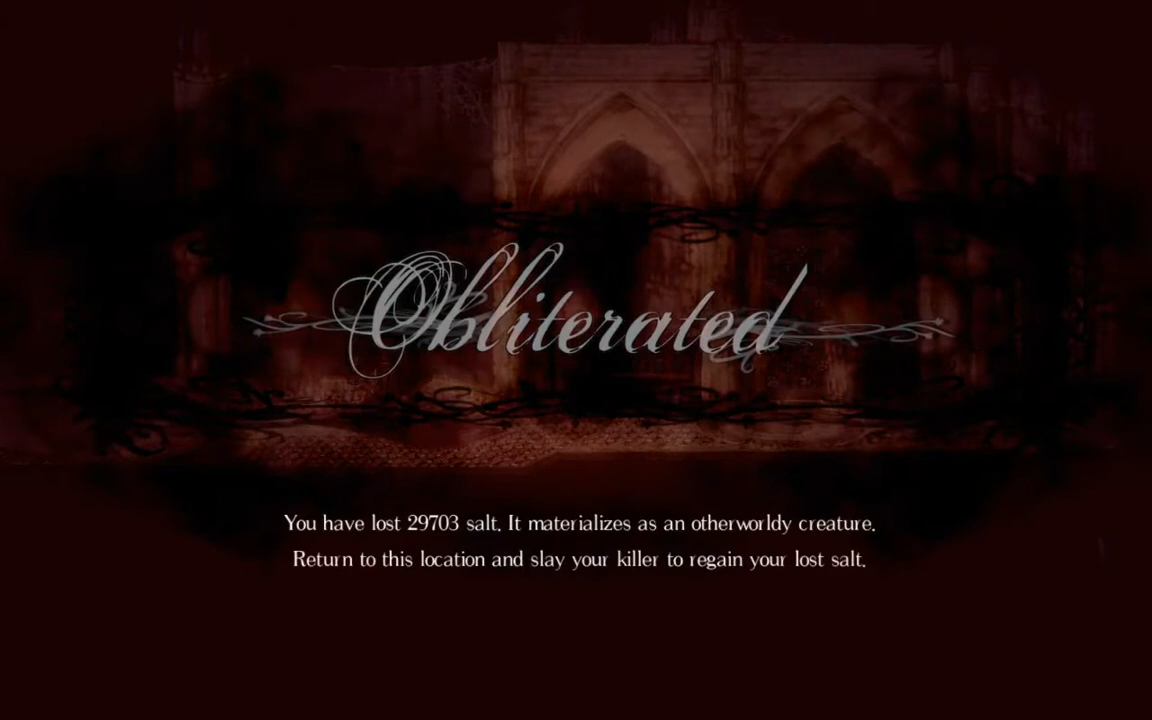 Obliterated
You have lost 29703 salt. It materializes as an otherworldly creature.
Return to this location and slay your killer to regain your lost salt.